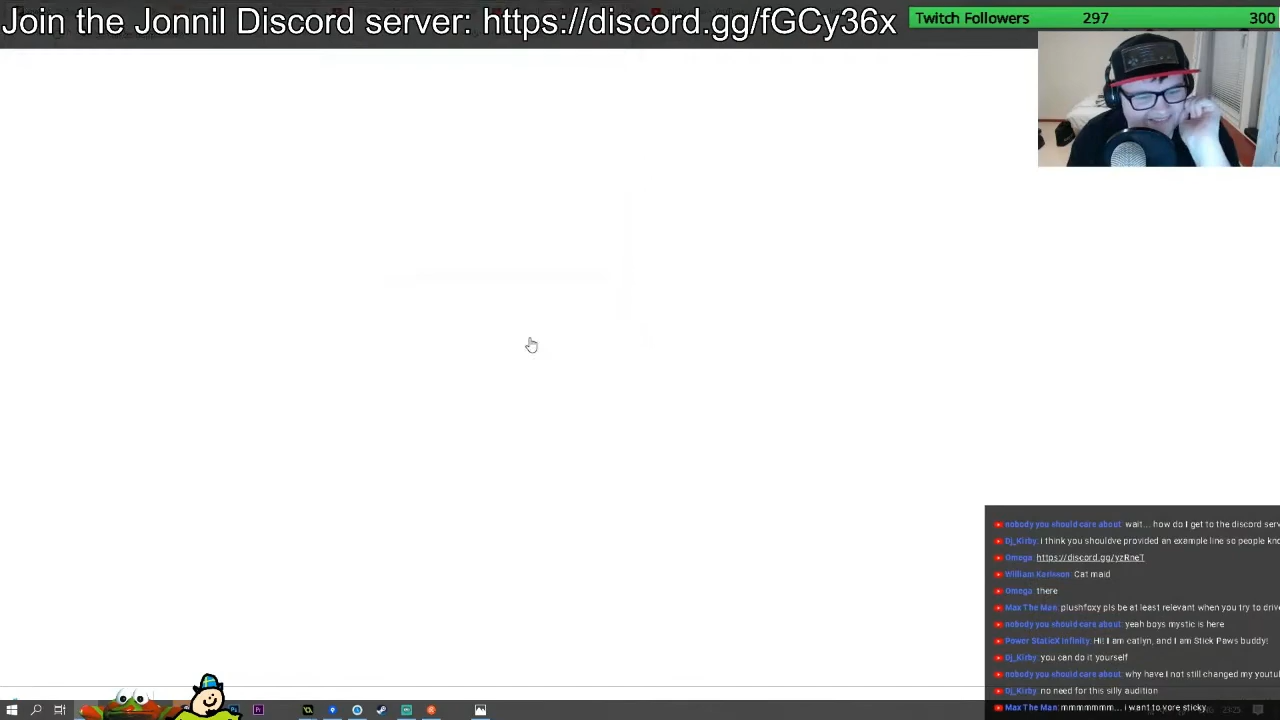 Join the Jonnil Discord server: https://discord.gg/fGCy36x
Twitch Followers 297 300
nobody you should care about: wait... how do I get to the discord serv
Dj_Kirby: i think you shouldve provided an example line so people kno
Omega: https://discord.gg/yzRneT
William Karlsson: Cat maid
Omega: there
Max The Man: plushfoxy pls be at least relevant when you try to drive
nobody you should care about: yeah boys mystic is here
Power StaticX Infinity: Hi! I am catlyn, and I am Stick Paws buddy!
Dj_Kirby: you can do it yourself
nobody you should care about: why have I not still changed my youtu
Dj_Kirby: no need for this silly audition
Max The Man: mmmmmmm... i want to vore sticky
23:25